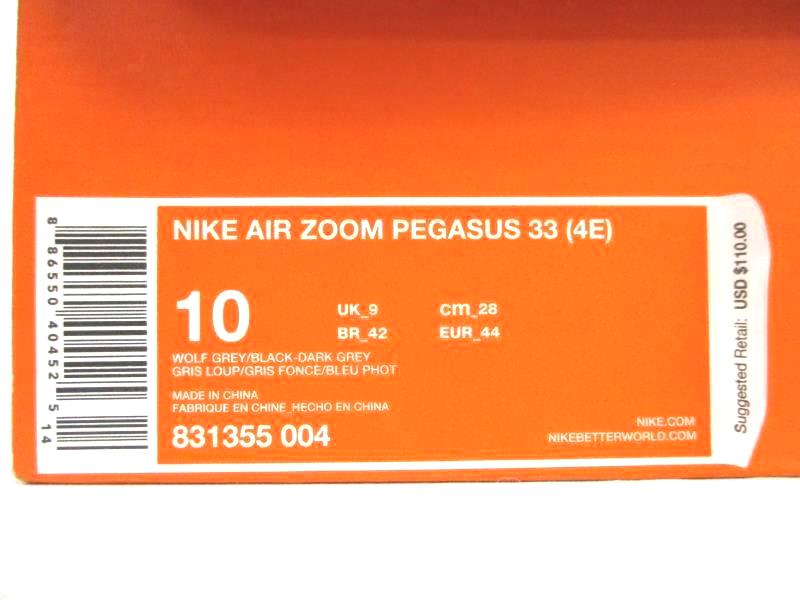 NIKE AIR ZOOM PEGASUS 33 (4E)
10
UK_9
cm_28
BR_42
EUR_44
WOLF GREY/BLACK-DARK GREY
GRIS LOUP/GRIS FONCE/BLEU PHOT
MADE IN CHINA
FABRIQUE EN CHINE_HECHO EN CHINA
831355 004
NIKE.COM
NIKEBETTERWORLD.COM
8 86550 40452 5 14
Suggested Retail: USD $110.00